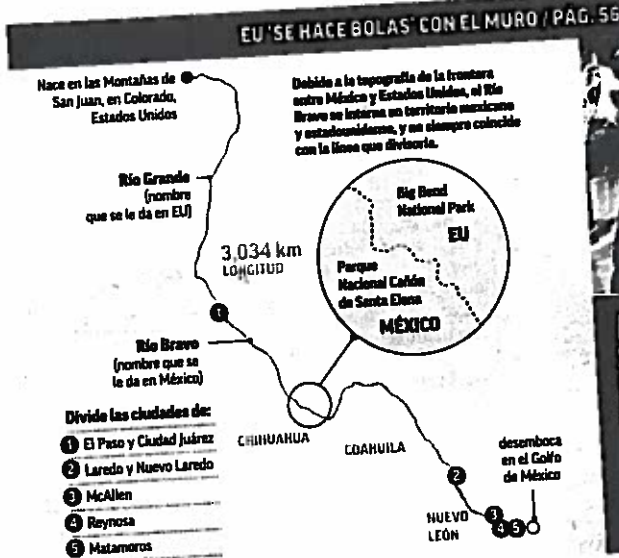 EU 'SE HACE BOLAS' CON EL MURO / PÁG. 56
Nace en las Montañas de
San Juan, en Colorado,
Estados Unidos
Debido a la topografía de la frontera
entre México y Estados Unidos, el Río
Bravo se interna en territorio mexicano
y estadounidense, y no siempre coincide
con la línea que divisoria.
Río Grande
(nombre
que se le da en EU)
3,034 km
LONGITUD
Big Bend
National Park
EU
Parque
Nacional Cañón
de Santa Elena
MÉXICO
1
Río Bravo
(nombre que se
le da en México)
Divide las ciudades de:
1 El Paso y Ciudad Juárez
2 Laredo y Nuevo Laredo
3 McAllen
4 Reynosa
5 Matamoros
CHIHUAHUA
COAHUILA
2
NUEVO
LEÓN
desemboca
en el Golfo
de México
3
4 5